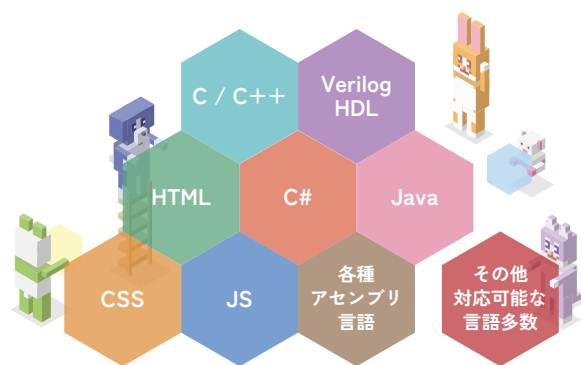 C / C++
Verilog
HDL
HTML
C#
Java
CSS
JS
各種
アセンブリ
言語
その他
対応可能な
言語多数